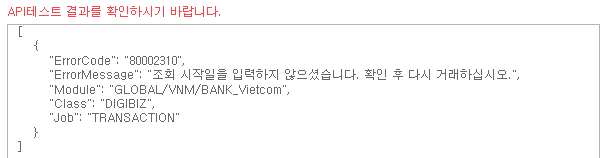 API테스트 결과를 확인하시기 바랍니다.
[
{
"ErrorCode": "80002310",
"ErrorMessage": "조회 시작일을 입력하지 않으셨습니다. 확인 후 다시 거래하십시오.",
"Module": "GLOBAL/VNM/BANK_Vietcom",
"Class": "DIGIBIZ",
"Job": "TRANSACTION"
}
]